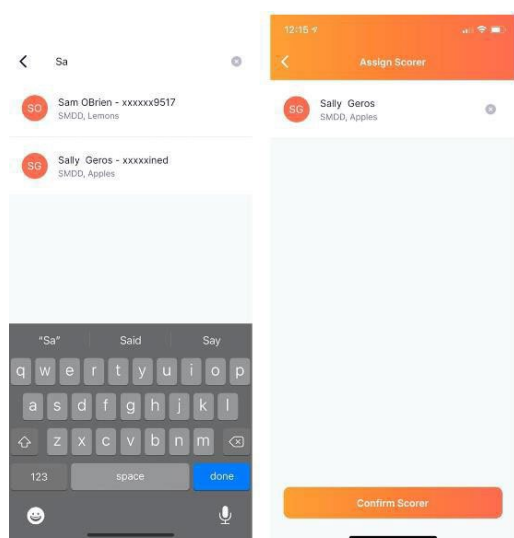 Sa
SO
Sam OBrien - xxxxxx9517
SMDD, Lemons
SG
Sally Geros - xxxxxined
SMDD, Apples
"Sa" Said Say
q w e r t y u i o p
a s d f g h j k l
z x c v b n m
123 space done
12:15
Assign Scorer
SG
Sally Geros
SMDD, Apples
Confirm Scorer